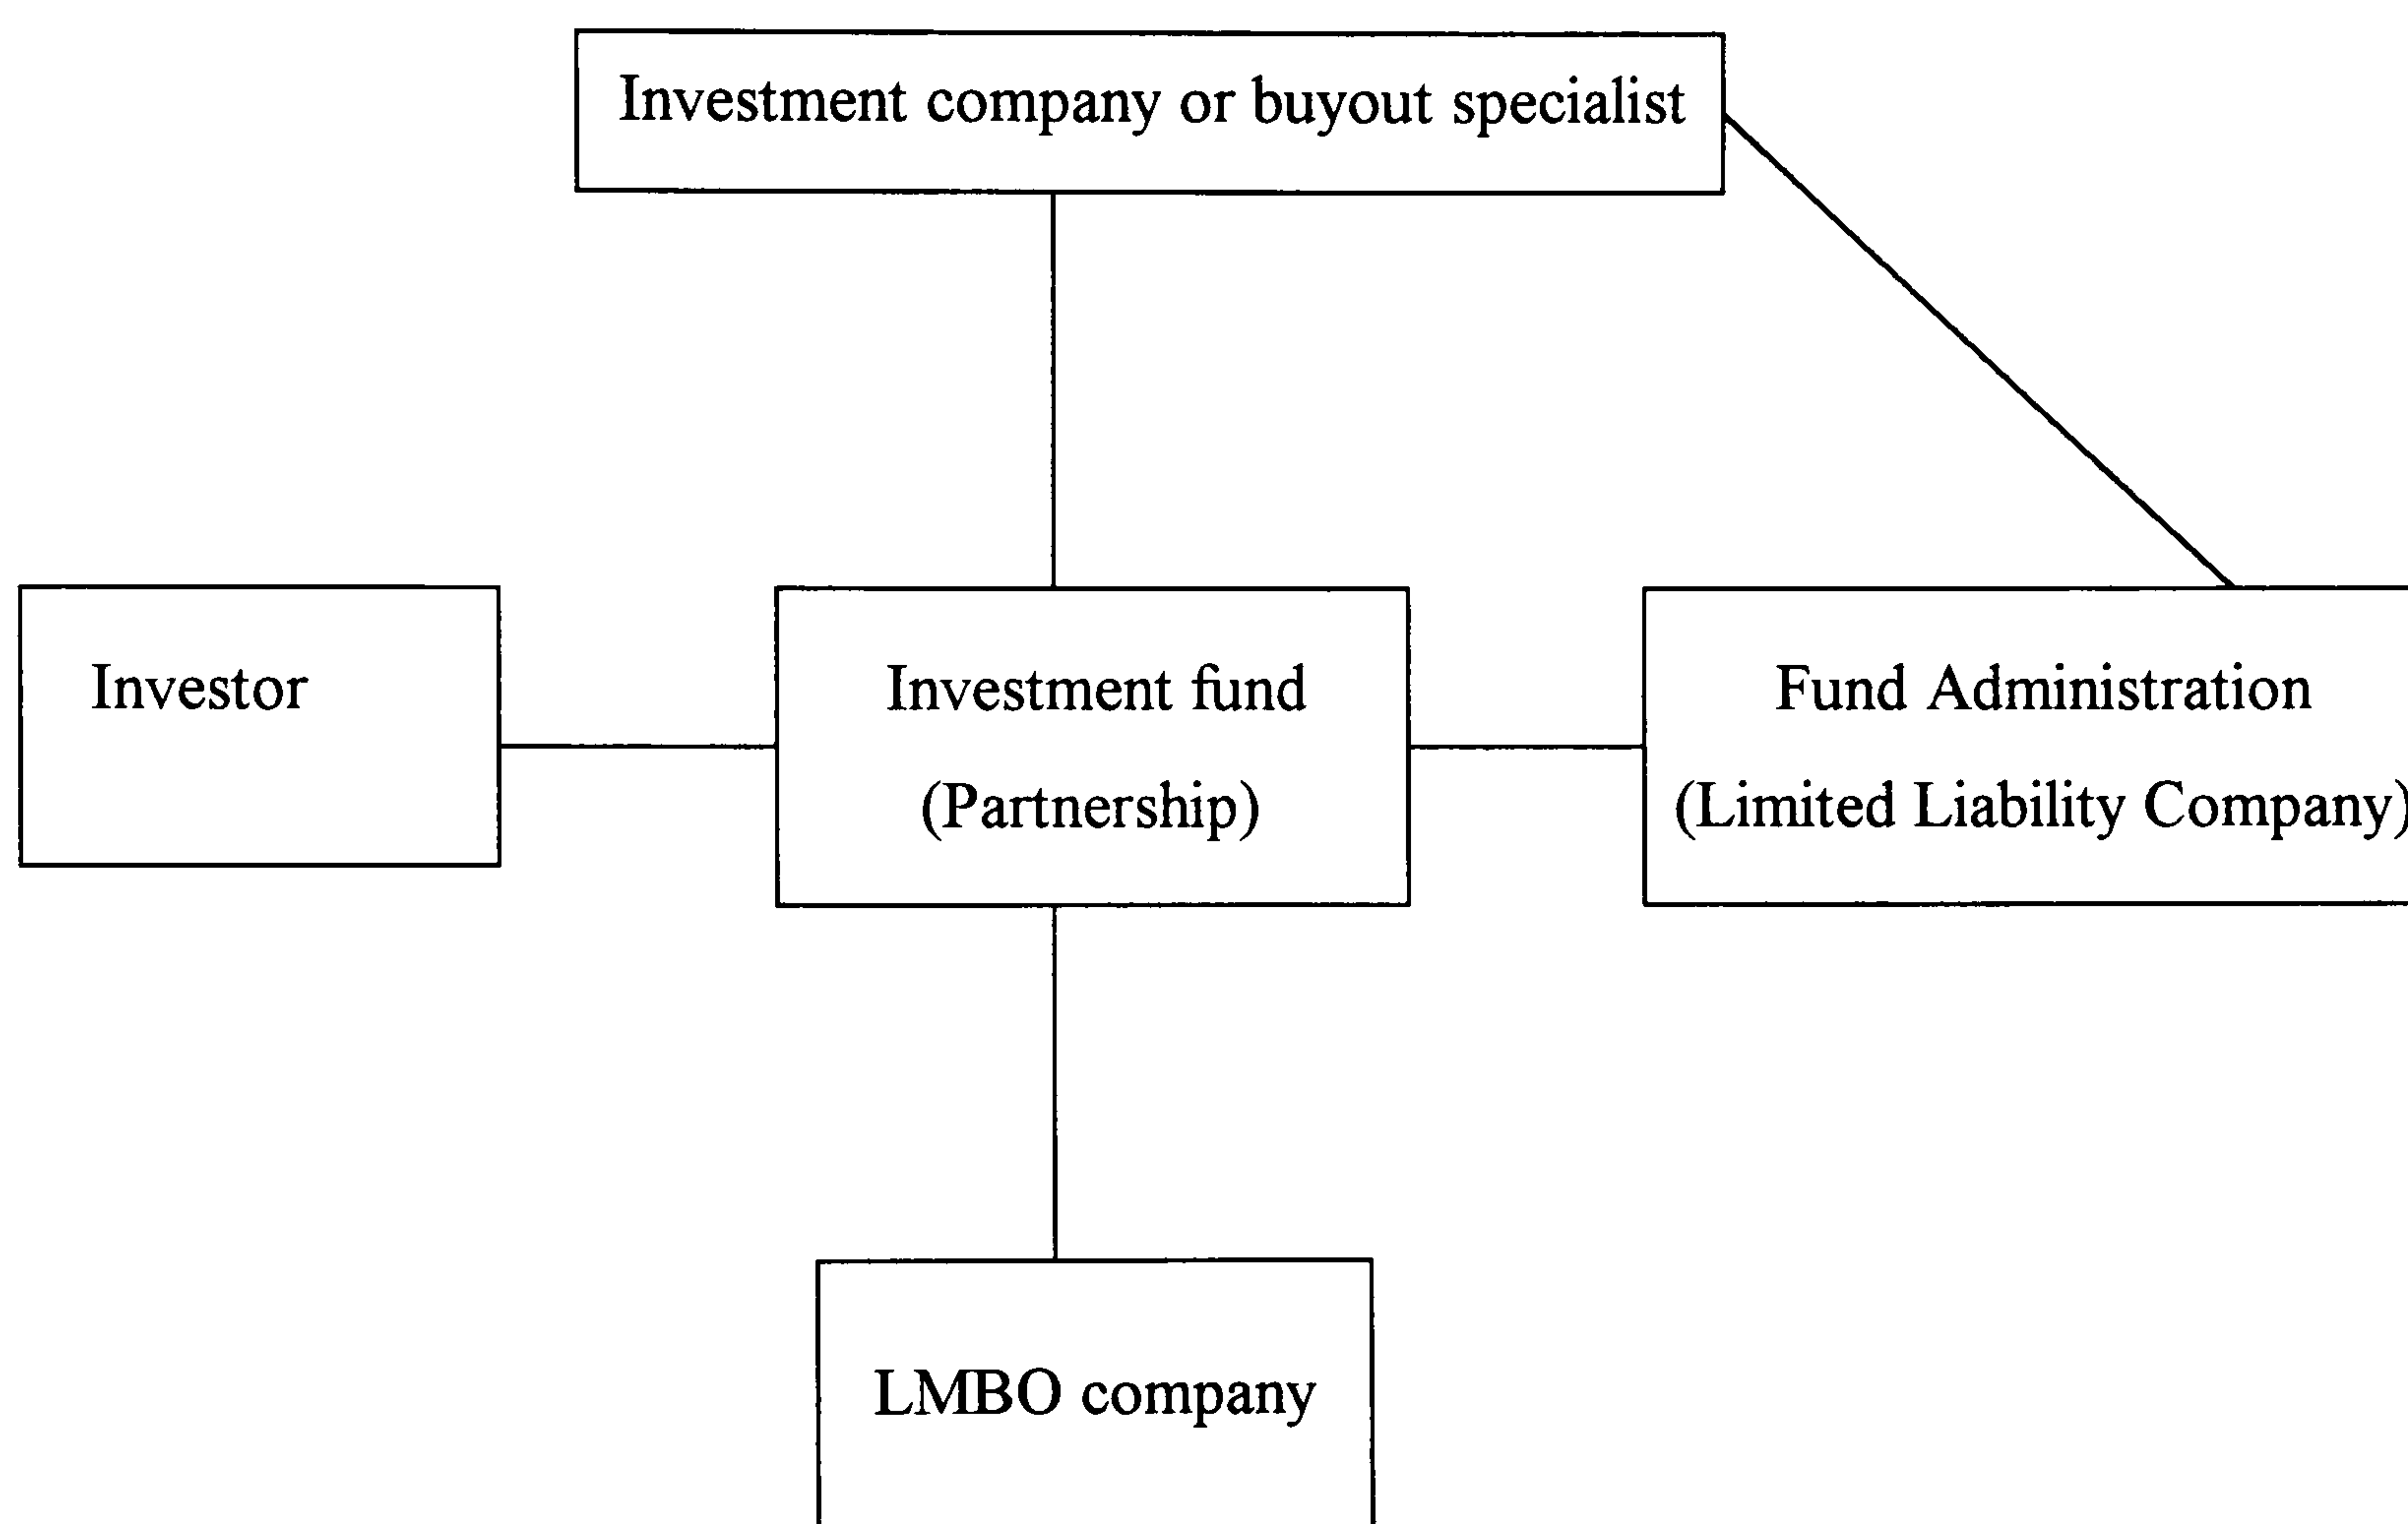 Investment company or buyout specialist
Investor
Investment fund
(Partnership)
Fund Administration
(Limited Liability Company)
LMBO company